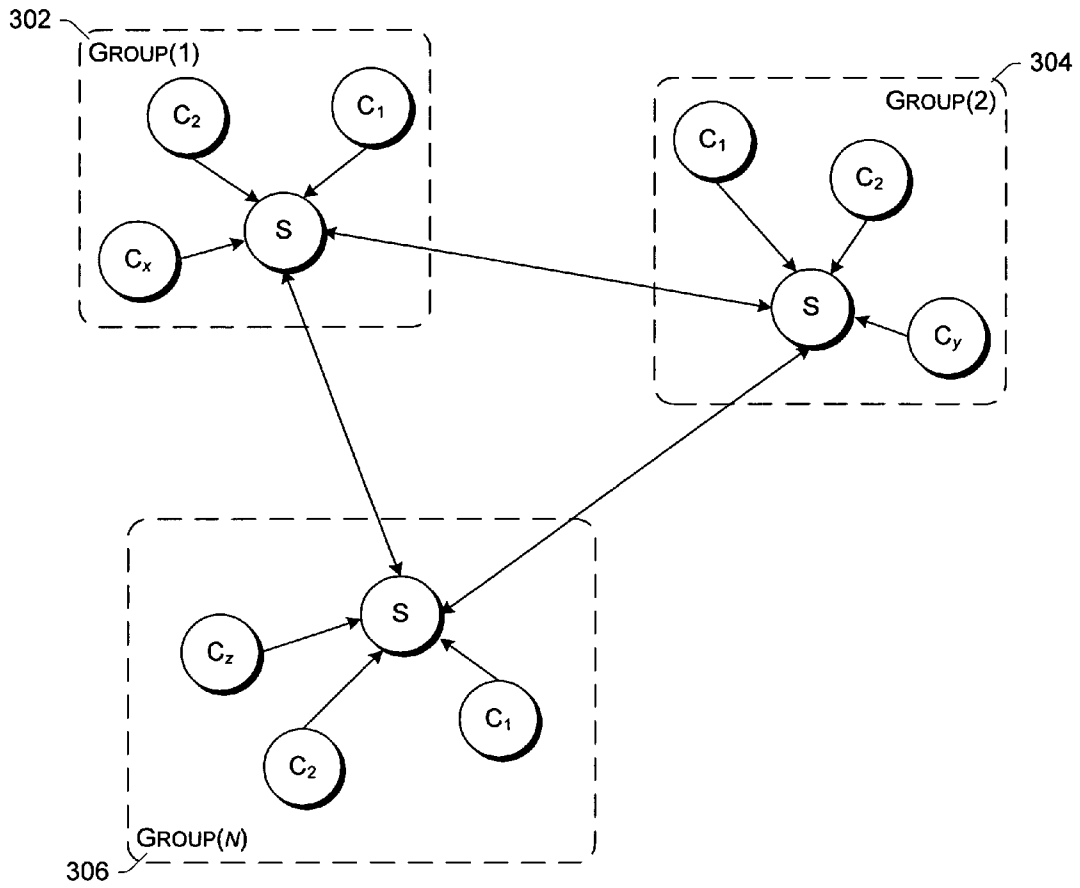 302
GROUP(1)
C2
C1
S
Cx
304
GROUP(2)
C1
C2
S
Cy
S
Cz
C1
C2
GROUP(N)
306